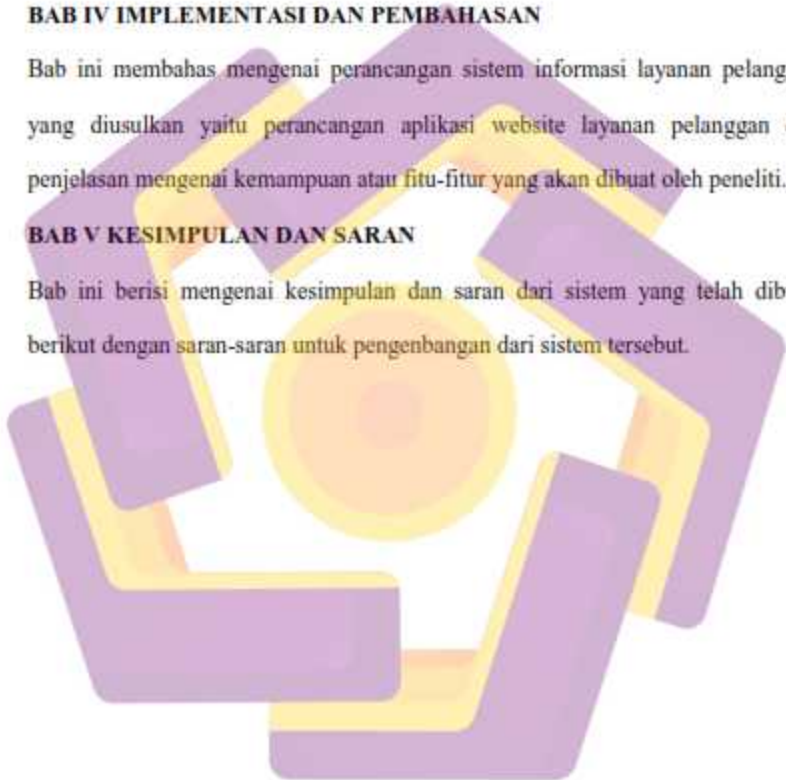 BAB IV IMPLEMENTASI DAN PEMBAHASAN
Bab ini membahas mengenai perancangan sistem informasi layanan pelang
yang diusulkan yaitu perancangan aplikasi website layanan pelanggan
penjelasan mengenai kemampuan atau fitu-fitur yang akan dibuat oleh peneliti.
BAB V KESIMPULAN DAN SARAN
Bab ini berisi mengenai kesimpulan dan saran dari sistem yang telah dib
berikut dengan saran-saran untuk pengenbangan dari sistem tersebut.